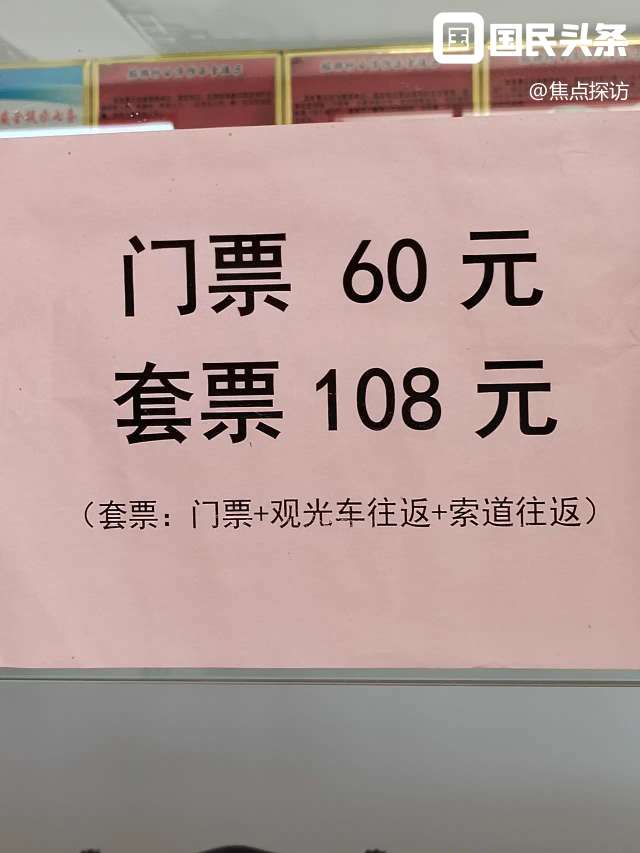 国民头条
@焦点探访
门票 60 元
套票 108 元
（套票：门票+观光车往返+索道往返）